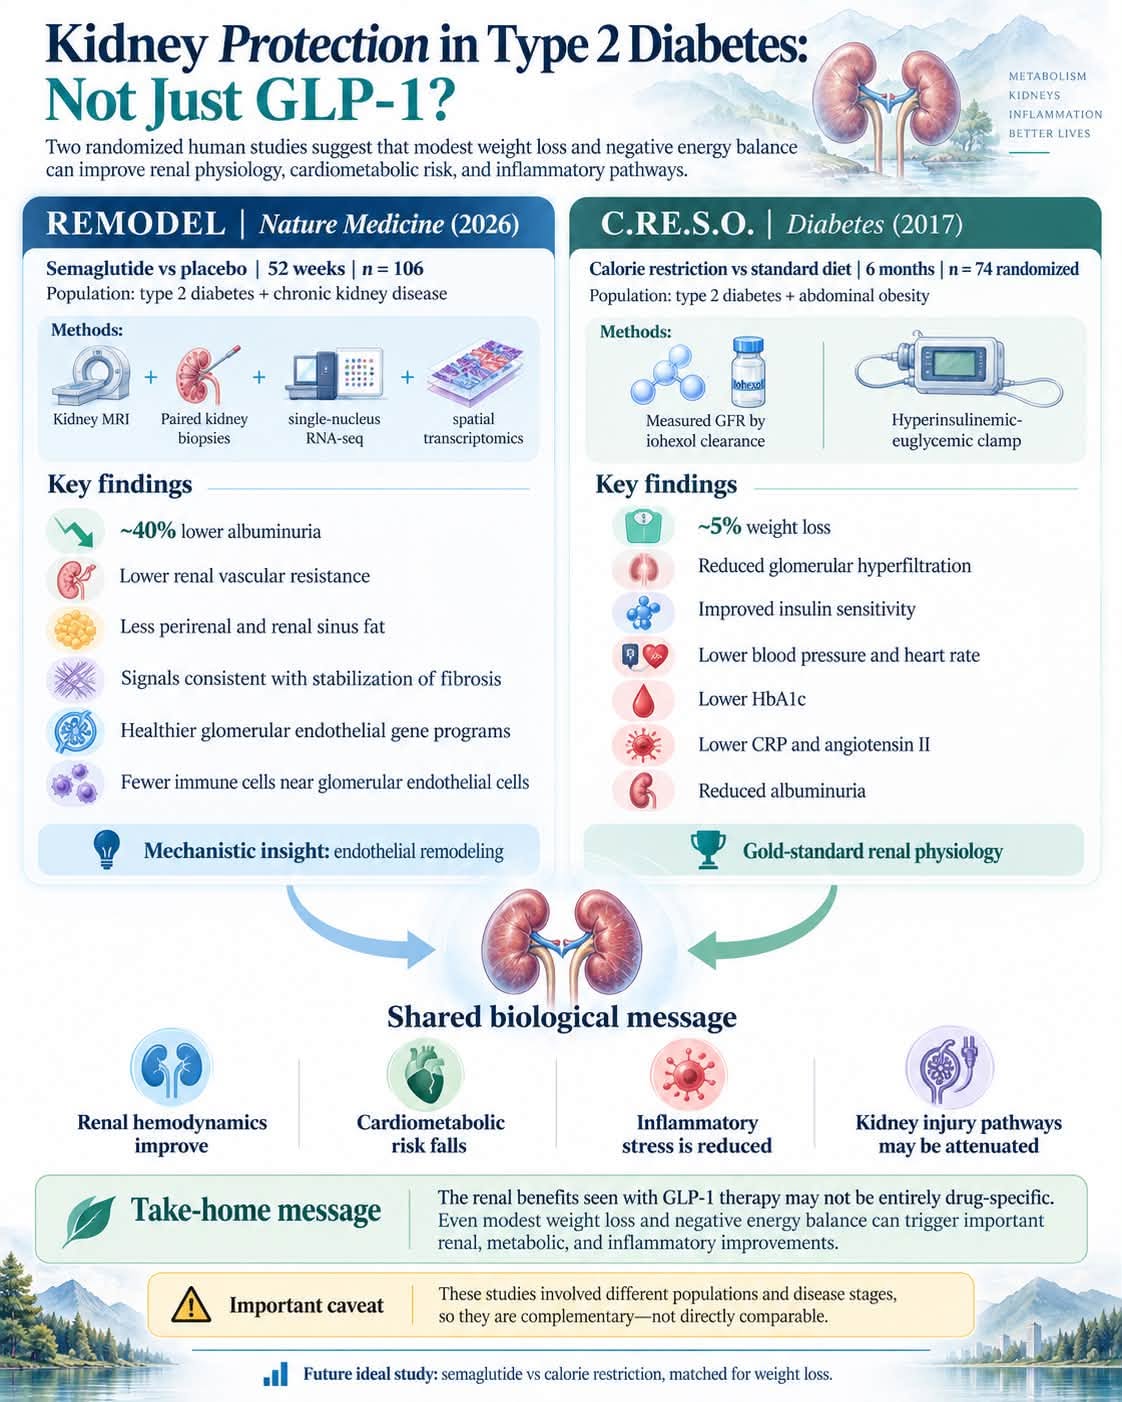 Kidney Protection in Type 2 Diabetes:
Not Just GLP-1?
METABOLISM
KIDNEYS
INFLAMMATION
BETTER LIVES
Two randomized human studies suggest that modest weight loss and negative energy balance
can improve renal physiology, cardiometabolic risk, and inflammatory pathways.
REMODEL | Nature Medicine (2026)
Semaglutide vs placebo | 52 weeks | n = 106
Population: type 2 diabetes + chronic kidney disease
Methods:
+ + +
Kidney MRI
Paired kidney
biopsies
single-nucleus
RNA-seq
spatial
transcriptomics
Key findings
~40% lower albuminuria
Lower renal vascular resistance
Less perirenal and renal sinus fat
Signals consistent with stabilization of fibrosis
Healthier glomerular endothelial gene programs
Fewer immune cells near glomerular endothelial cells
Mechanistic insight: endothelial remodeling
C.RE.S.O. | Diabetes (2017)
Calorie restriction vs standard diet | 6 months | n = 74 randomized
Population: type 2 diabetes + abdominal obesity
Methods:
Iohexol
Measured GFR by
iohexol clearance
Hyperinsulinemic-
euglycemic clamp
Key findings
~5% weight loss
Reduced glomerular hyperfiltration
Improved insulin sensitivity
Lower blood pressure and heart rate
Lower HbA1c
Lower CRP and angiotensin II
Reduced albuminuria
Gold-standard renal physiology
Shared biological message
Renal hemodynamics
improve
Cardiometabolic
risk falls
Inflammatory
stress is reduced
Kidney injury pathways
may be attenuated
Take-home message
The renal benefits seen with GLP-1 therapy may not be entirely drug-specific.
Even modest weight loss and negative energy balance can trigger important
renal, metabolic, and inflammatory improvements.
Important caveat
These studies involved different populations and disease stages,
so they are complementary—not directly comparable.
Future ideal study: semaglutide vs calorie restriction, matched for weight loss.